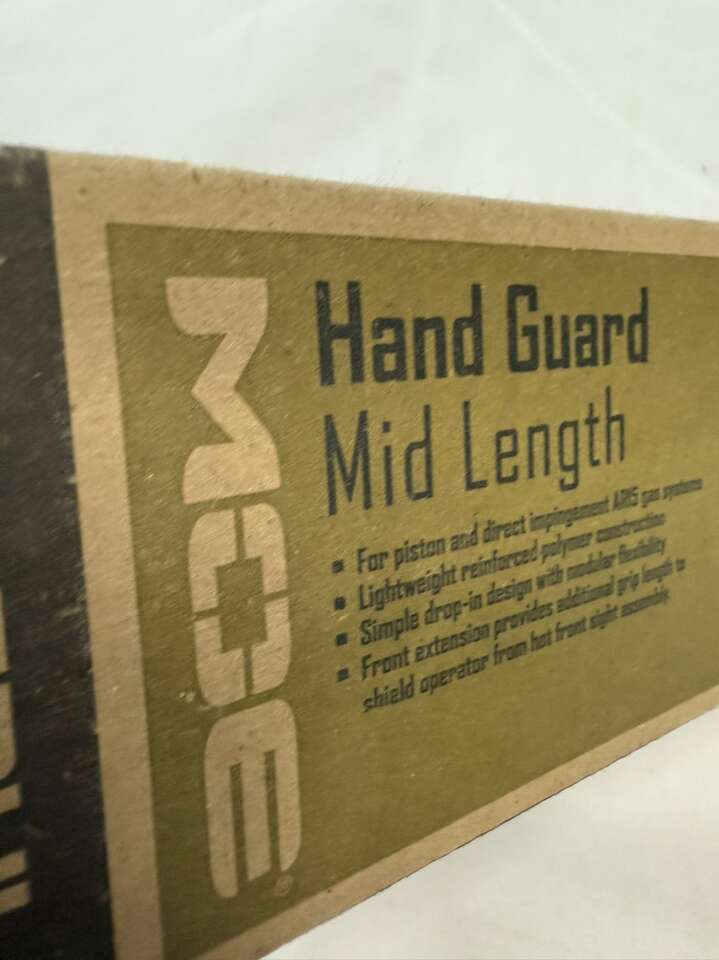 MOE®
Hand Guard
Mid Length
▪ For piston and direct impingement AR15 gas systems
▪ Lightweight reinforced polymer construction
▪ Simple drop-in design with modular flexibility
▪ Front extension provides additional grip length to
shield operator from hot front sight assembly.